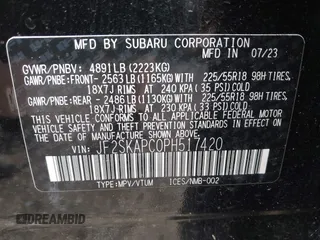 MFD BY SUBARU CORPORATION 07/23
GVWR/PNBV: 4891LB(2223KG)
GAWR/PNBE:FRONT- 2563LB(1165KG)WITH 225/55R18 98H TIRES,
18X7J RIMS AT 240 KPA(35 PSI)COLD
GAWR/PNBE:REAR - 2486LB(1130KG)WITH 225/55R18 98H TIRES,
18X7J RIMS AT 230 KPA(33 PSI)COLD
THIS VEHICLE CONFORMS TO ALL APPLICABLE FEDERAL
MOTOR VEHICLE SAFETY, BUMPER, AND THEFT PREVENTION
STANDARDS IN EFFECT ON THE DATE OF MANUFACTURE
SHOWN ABOVE.
VIN: JF2SKAPC0PH517420
TYPE:MPV/VTUM ICES/NMB-002
DREAMBID